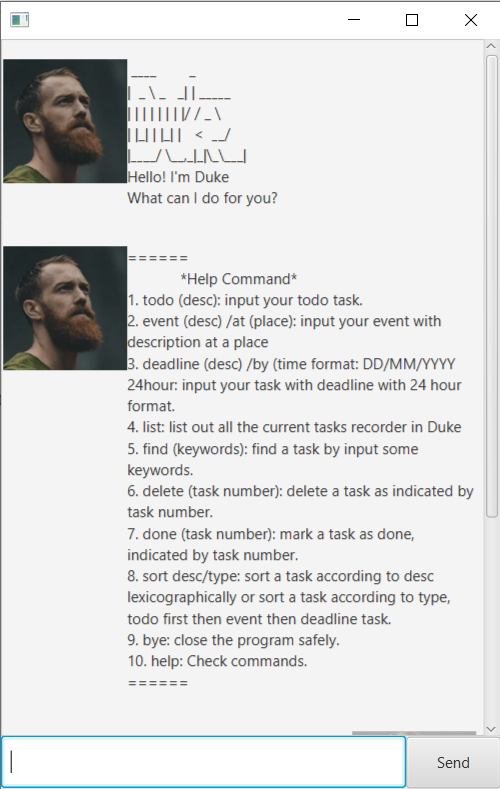 ____        _
|  _ \ _   _| | _____
| | | | | | | |/ / _ \
| |_| | |_| |   <  __/
|____/ \__,_|_|\_\___|
Hello! I'm Duke
What can I do for you?
======
*Help Command*
1. todo (desc): input your todo task.
2. event (desc) /at (place): input your event with
description at a place
3. deadline (desc) /by (time format: DD/MM/YYYY
24hour: input your task with deadline with 24 hour
format.
4. list: list out all the current tasks recorder in Duke
5. find (keywords): find a task by input some
keywords.
6. delete (task number): delete a task as indicated by
task number.
7. done (task number): mark a task as done,
indicated by task number.
8. sort desc/type: sort a task according to desc
lexicographically or sort a task according to type,
todo first then event then deadline task.
9. bye: close the program safely.
10. help: Check commands.
======
Send